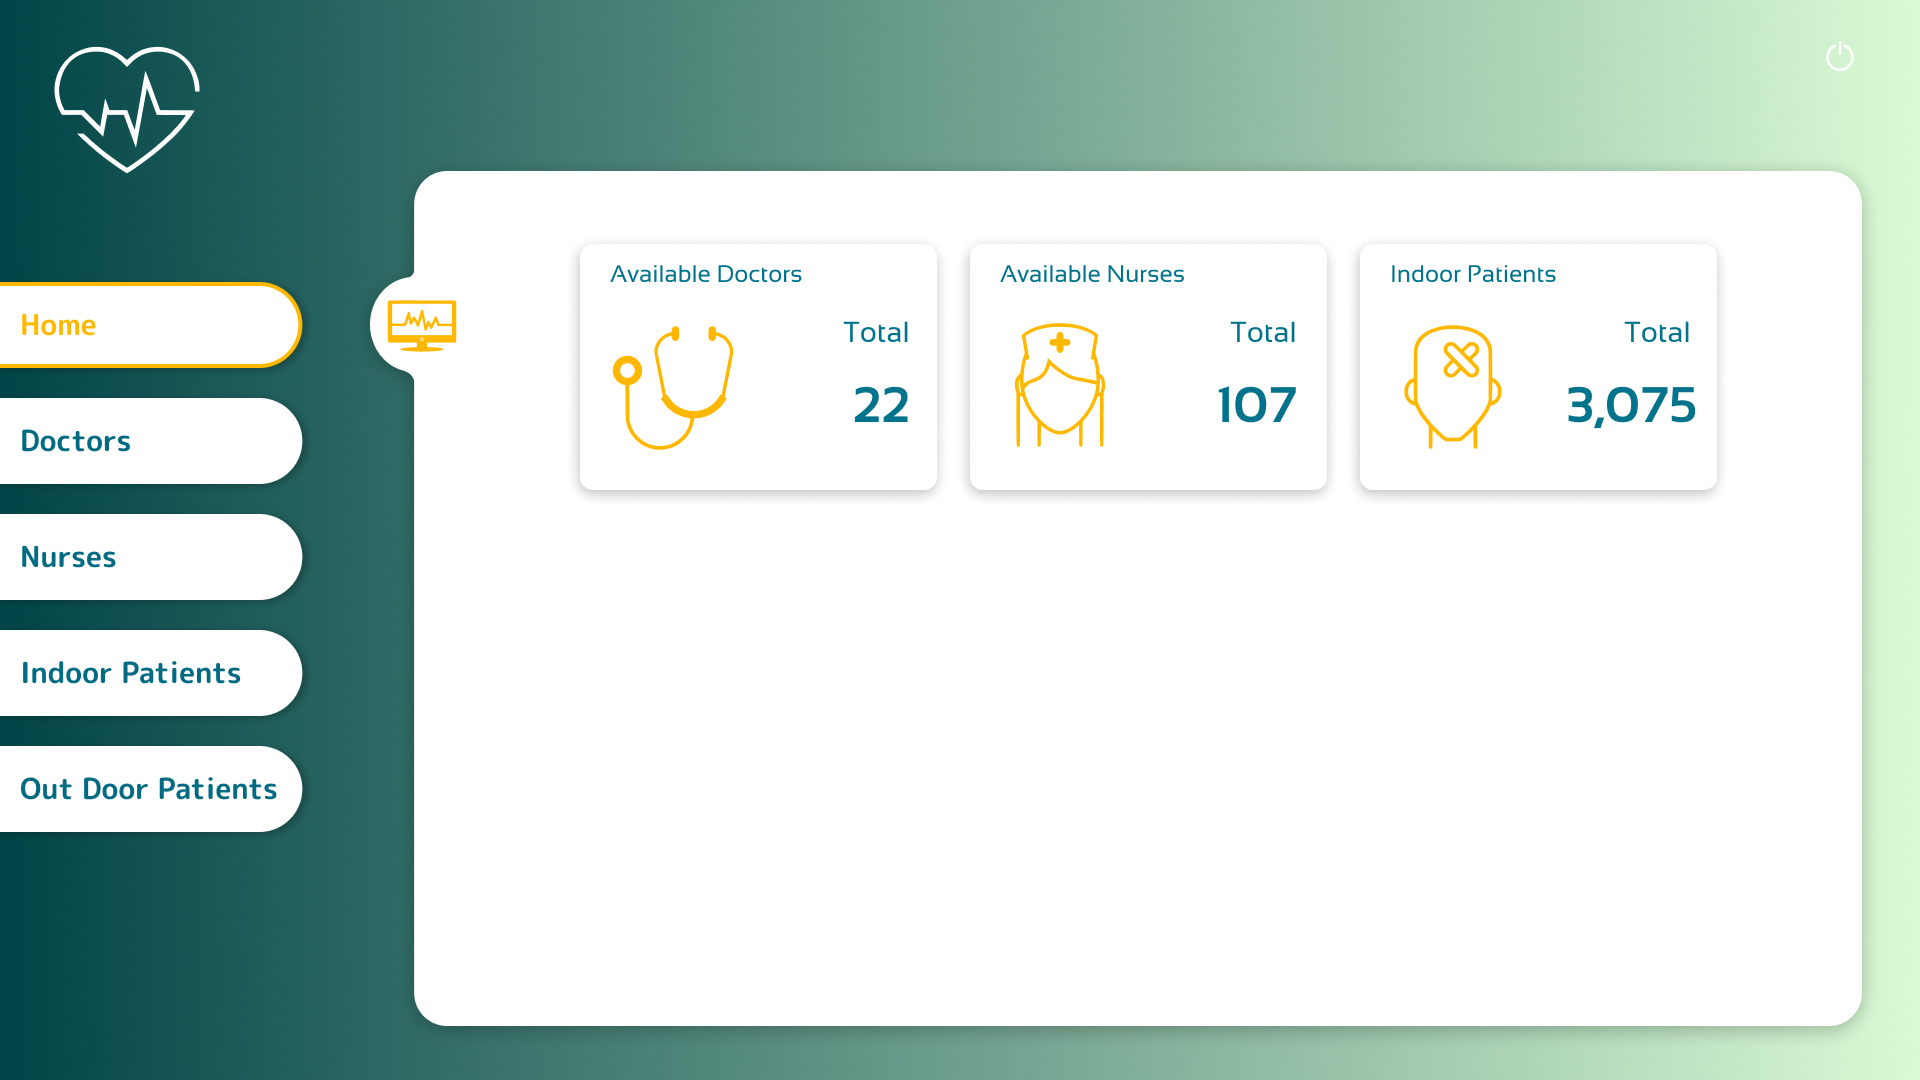 Home
Doctors
Nurses
Indoor Patients
Out Door Patients
Available Doctors
Total
22
Available Nurses
Total
107
Indoor Patients
Total
3,075